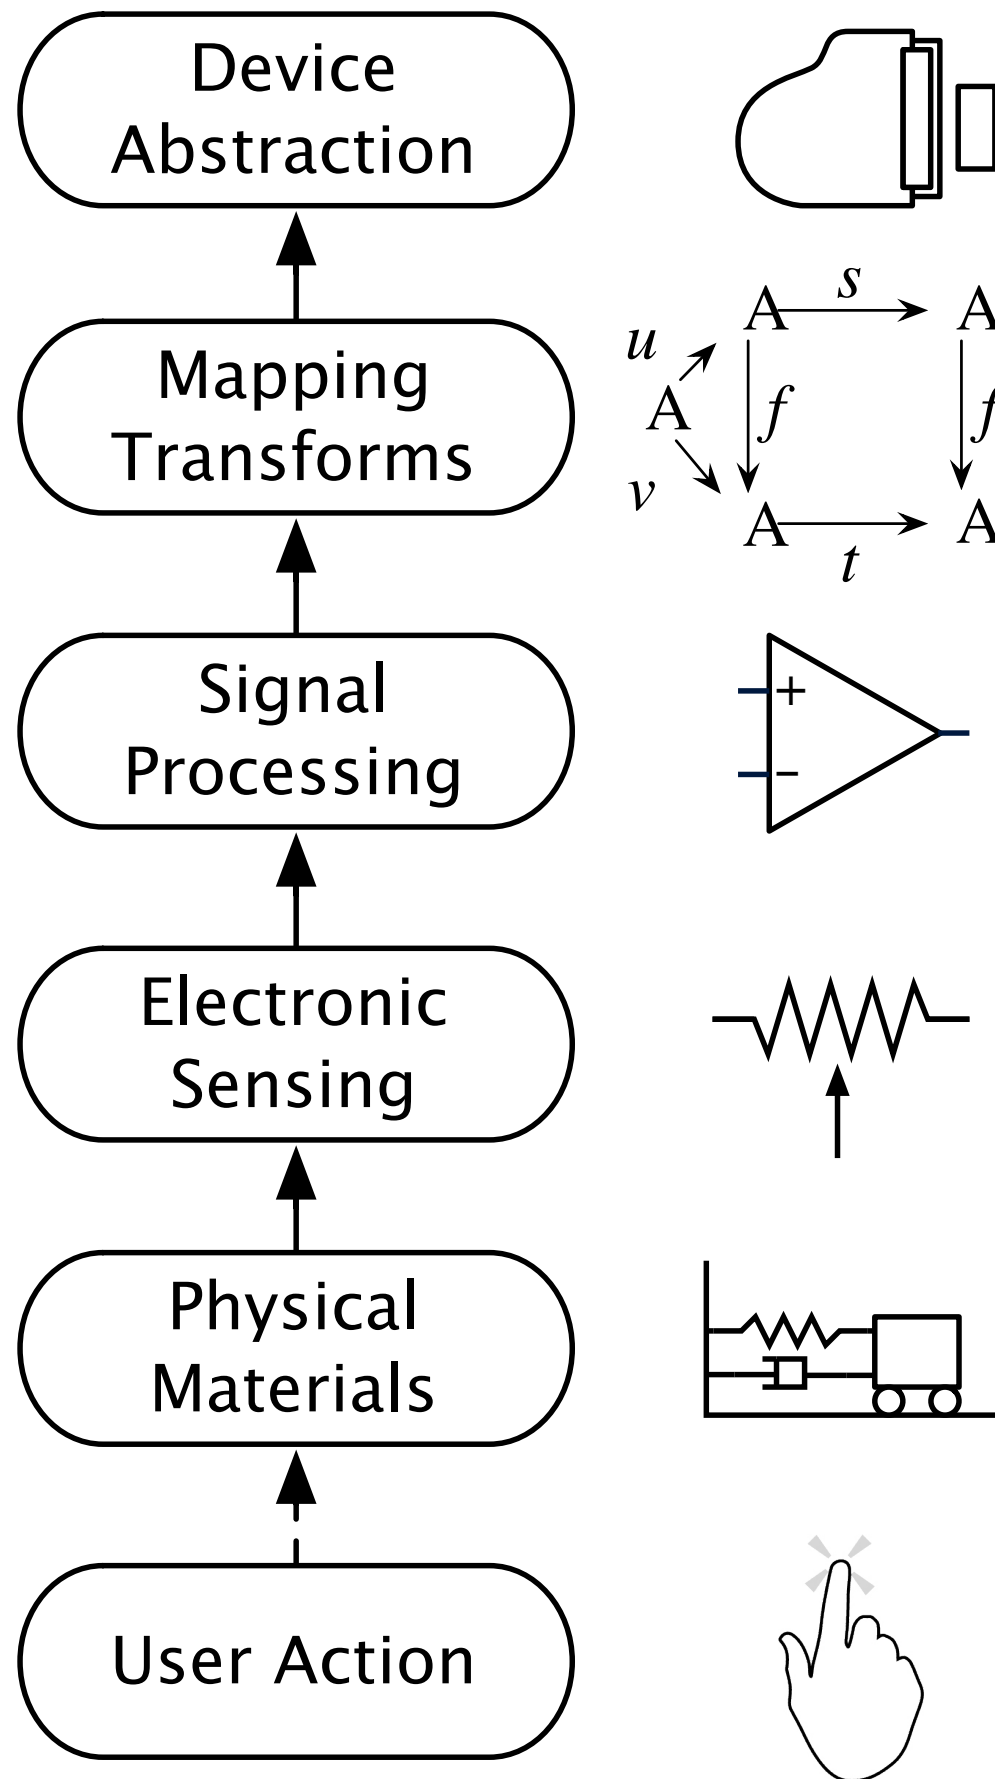 Device
Abstraction
Mapping
Transforms
s
A A
u
A
f f
v
A A
t
Signal
Processing
+
−
Electronic
Sensing
Physical
Materials
User Action